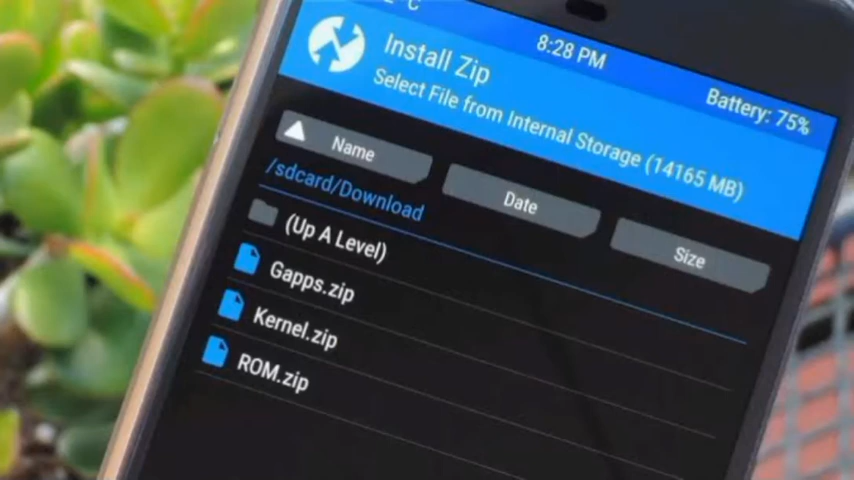 °C
8:28 PM
Battery: 75%
Install Zip
Select File from Internal Storage (14165 MB)
Name
Date
Size
/sdcard/Download
(Up A Level)
Gapps.zip
Kernel.zip
ROM.zip